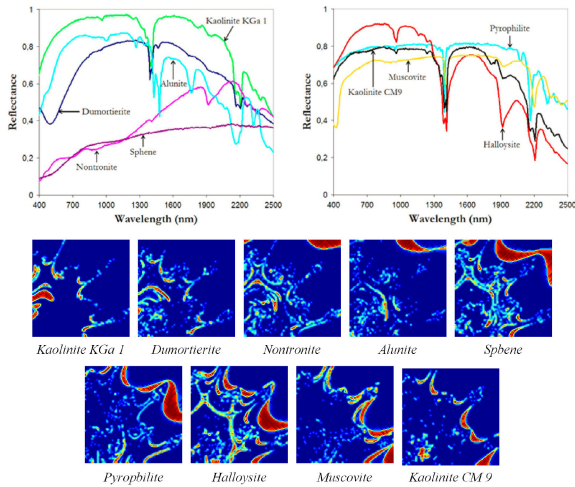 Kaolinite KGa 1
Alunite
Dumortierite
Sphene
Nontronite
Reflectance
1
0.8
0.6
0.4
0.2
0
400 700 1000 1300 1600 1900 2200 2500
Wavelength (nm)
Pyrophilite
Muscovite
Kaolinite CM9
Halloysite
Reflectance
1
0.8
0.6
0.4
0.2
0
400 700 1000 1300 1600 1900 2200 2500
Wavelength (nm)
Kaolinite KGa 1 Dumortierite Nontronite Alunite Spbene
Pyrophilite Halloysite Muscovite Kaolinite CM 9